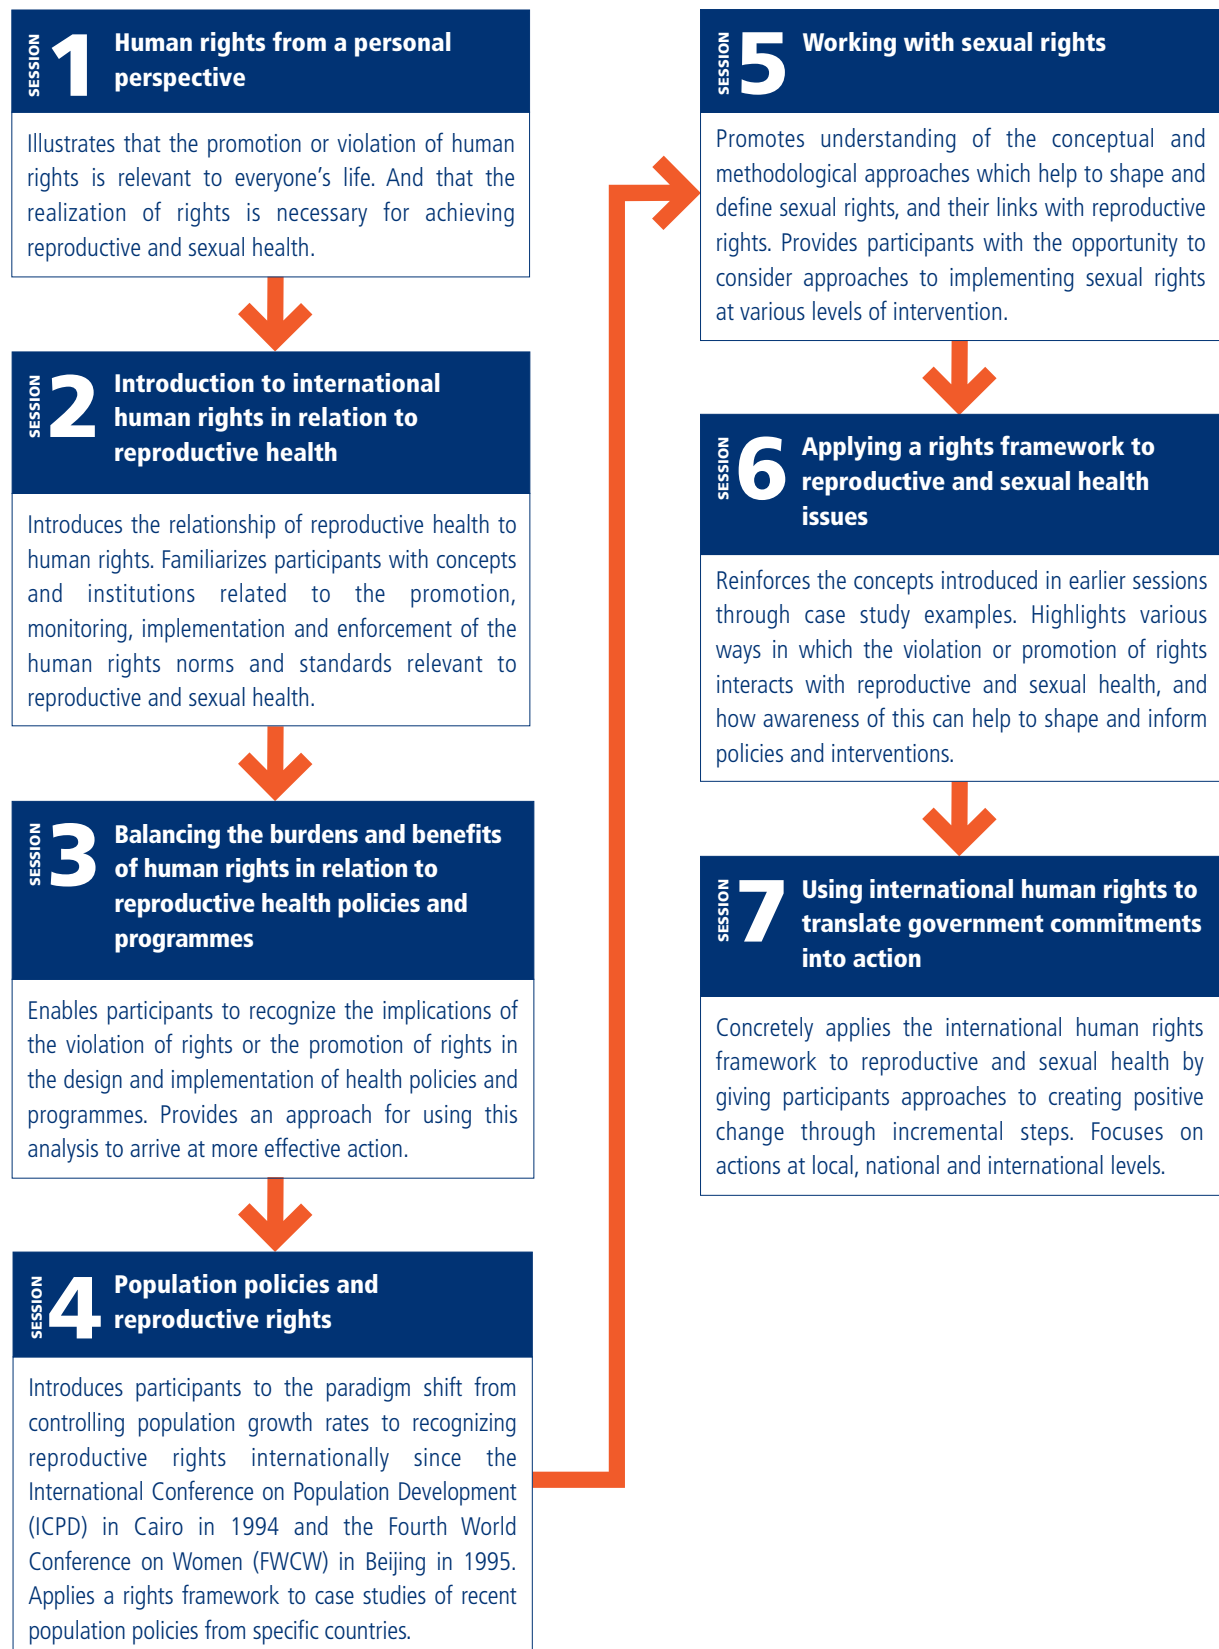 SESSION 1 Human rights from a personal
perspective
Illustrates that the promotion or violation of human
rights is relevant to everyone’s life. And that the
realization of rights is necessary for achieving
reproductive and sexual health.
SESSION 2 Introduction to international
human rights in relation to
reproductive health
Introduces the relationship of reproductive health to
human rights. Familiarizes participants with concepts
and institutions related to the promotion,
monitoring, implementation and enforcement of the
human rights norms and standards relevant to
reproductive and sexual health.
SESSION 3 Balancing the burdens and benefits
of human rights in relation to
reproductive health policies and
programmes
Enables participants to recognize the implications of
the violation of rights or the promotion of rights in
the design and implementation of health policies and
programmes. Provides an approach for using this
analysis to arrive at more effective action.
SESSION 4 Population policies and
reproductive rights
Introduces participants to the paradigm shift from
controlling population growth rates to recognizing
reproductive rights internationally since the
International Conference on Population Development
(ICPD) in Cairo in 1994 and the Fourth World
Conference on Women (FWCW) in Beijing in 1995.
Applies a rights framework to case studies of recent
population policies from specific countries.
SESSION 5 Working with sexual rights
Promotes understanding of the conceptual and
methodological approaches which help to shape and
define sexual rights, and their links with reproductive
rights. Provides participants with the opportunity to
consider approaches to implementing sexual rights
at various levels of intervention.
SESSION 6 Applying a rights framework to
reproductive and sexual health
issues
Reinforces the concepts introduced in earlier sessions
through case study examples. Highlights various
ways in which the violation or promotion of rights
interacts with reproductive and sexual health, and
how awareness of this can help to shape and inform
policies and interventions.
SESSION 7 Using international human rights to
translate government commitments
into action
Concretely applies the international human rights
framework to reproductive and sexual health by
giving participants approaches to creating positive
change through incremental steps. Focuses on
actions at local, national and international levels.